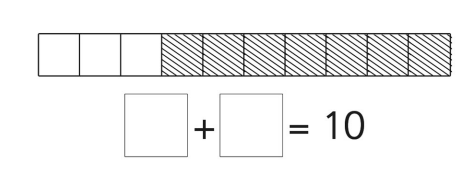 + = 10